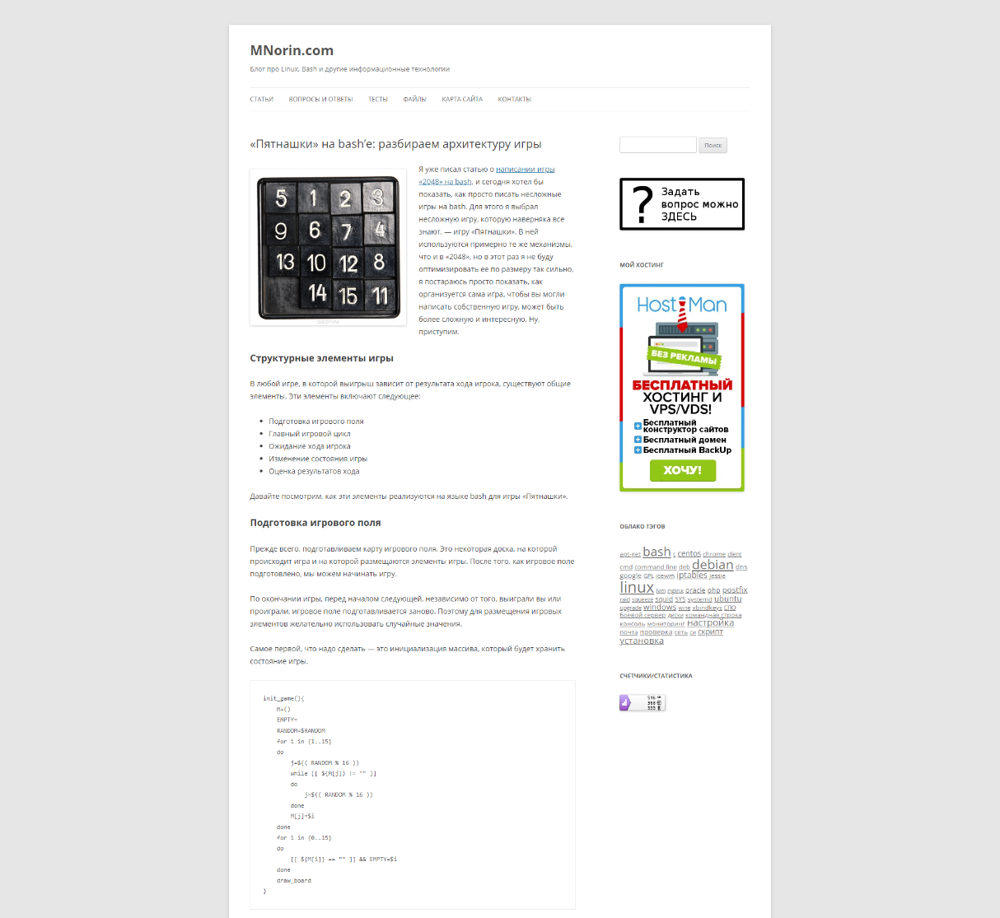 MNorin.com
Блог про Linux, Bash и другие информационные технологии
СТАТЬИ ВОПРОСЫ И ОТВЕТЫ ТЕСТЫ ФАЙЛЫ КАРТА САЙТА КОНТАКТЫ
«Пятнашки» на bash’е: разбираем архитектуру игры
5 1 2 3
9 6 7 4
13 10 12 8
14 15 11
Я уже писал статью о написании игры
«2048» на bash, и сегодня хотел бы
показать, как просто писать несложные
игры на bash. Для этого я выбрал
несложную игру, которую наверняка все
знают, — игру «Пятнашки». В ней
используются примерно те же механизмы,
что и в «2048», но в этот раз я не буду
оптимизировать ее по размеру так сильно,
я постараюсь просто показать, как
организуется сама игра, чтобы вы могли
написать собственную игру, может быть
более сложную и интересную. Ну,
приступим.
Структурные элементы игры
В любой игре, в которой выигрыш зависит от результата хода игрока, существуют общие
элементы. Эти элементы включают следующее:
Подготовка игрового поля
Главный игровой цикл
Ожидание хода игрока
Изменение состояния игры
Оценка результатов хода
Давайте посмотрим, как эти элементы реализуются на языке bash для игры «Пятнашки».
Подготовка игрового поля
Прежде всего, подготавливаем карту игрового поля. Это некоторая доска, на которой
происходит игра и на которой размещаются элементы игры. После того, как игровое поле
подготовлено, мы можем начинать игру.
По окончании игры, перед началом следующей, независимо от того, выиграли вы или
проиграли, игровое поле подготавливается заново. Поэтому для размещения игровых
элементов желательно использовать случайные значения.
Самое первой, что надо сделать — это инициализация массива, который будет хранить
состояние игры.
init_game(){
M=()
EMPTY=
RANDOM=$RANDOM
for i in {1..15}
do
j=$(( RANDOM % 16 ))
while [[ ${M[j]} != "" ]]
do
j=$(( RANDOM % 16 ))
done
M[j]=$i
done
for i in {0..15}
do
[[ ${M[i]} == "" ]] && EMPTY=$i
done
draw_board
}
Поиск
? Задать
вопрос можно
ЗДЕСЬ
МОЙ ХОСТИНГ
Host Man
БЕЗ РЕКЛАМЫ
БЕСПЛАТНЫЙ
ХОСТИНГ И
VPS/VDS!
Бесплатный
конструктор сайтов
Бесплатный домен
Бесплатный BackUp
ХОЧУ!
ОБЛАКО ТЭГОВ
apt-get bash c centos chrome client
cmd command line deb debian dns
google GPL icewm iptables jessie
linux lvm nginx oracle php postfix
raid squeeze squid SYS systemd ubuntu
upgrade windows wine xbindkeys СПО
боевой сервер диски командная строка
консоль мониторинг настройка
почта проверка сеть си скрипт
установка
СЧЕТЧИКИ/СТАТИСТИКА
516
368
333